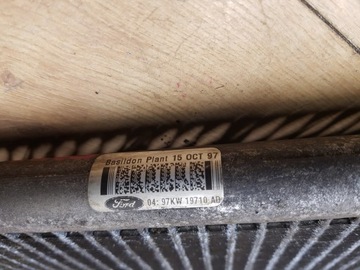 Basildon Plant 15 OCT 97
Ford 04: 97KW 19710 AD